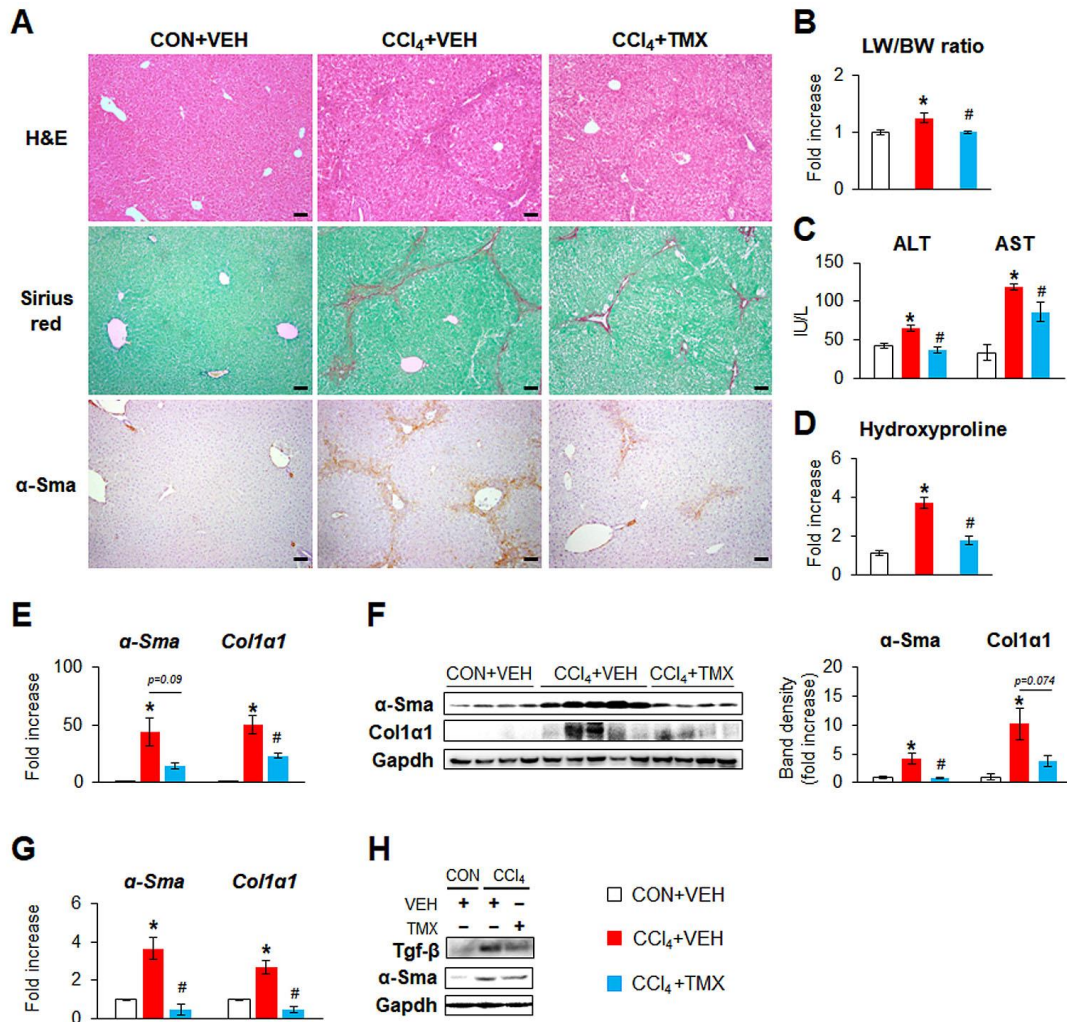 A
CON+VEH CCl₄+VEH CCl₄+TMX
H&E
Sirius
red
α-Sma
B
LW/BW ratio
Fold increase
2
1
0
*
#
C
ALT AST
IU/L
150
100
50
0
*
#
*
#
D
Hydroxyproline
Fold increase
6
4
2
0
*
#
E
α-Sma Col1α1
Fold increase
100
50
0
p=0.09
*
*
#
F
CON+VEH CCl₄+VEH CCl₄+TMX
α-Sma
Col1α1
Gapdh
α-Sma Col1α1
Band density
(fold increase)
20
15
10
5
0
p=0.074
*
#
*
G
α-Sma Col1α1
Fold increase
6
4
2
0
*
#
*
#
H
CON CCl₄
VEH + + −
TMX − − +
Tgf-β
α-Sma
Gapdh
CON+VEH
CCl₄+VEH
CCl₄+TMX